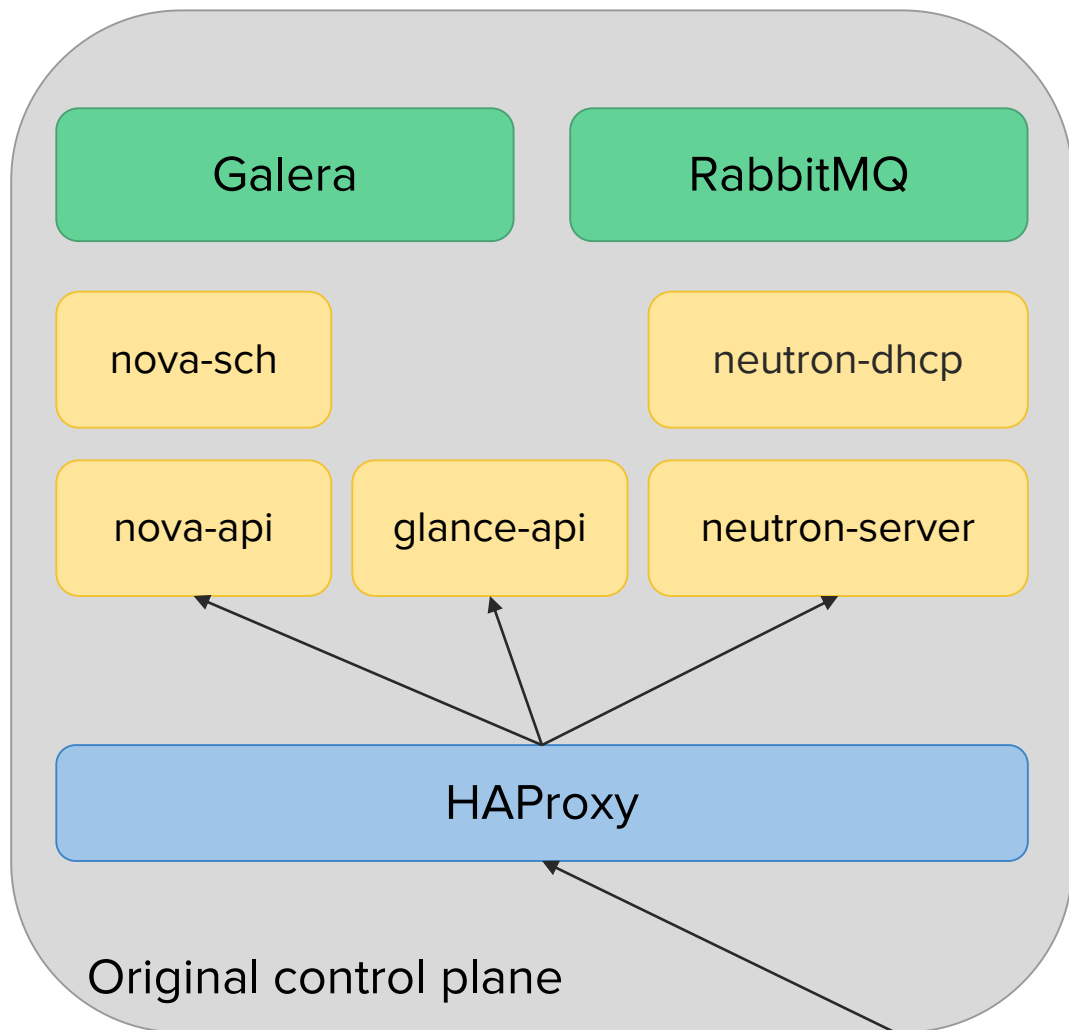 Galera
RabbitMQ
nova-sch
neutron-dhcp
nova-api
glance-api
neutron-server
HAProxy
Original control plane